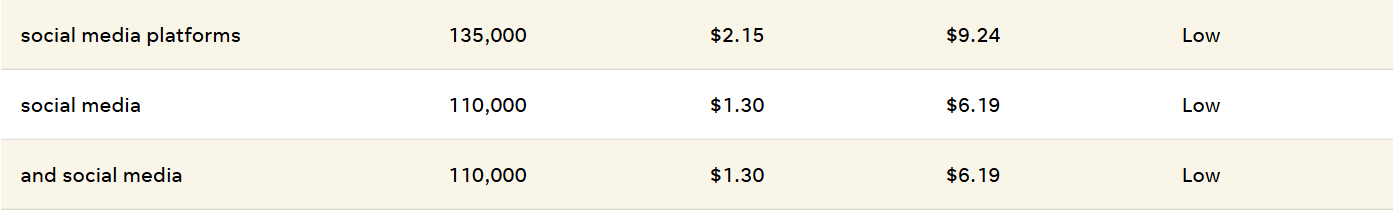 social media platforms 135,000 $2.15 $9.24 Low
social media 110,000 $1.30 $6.19 Low
and social media 110,000 $1.30 $6.19 Low